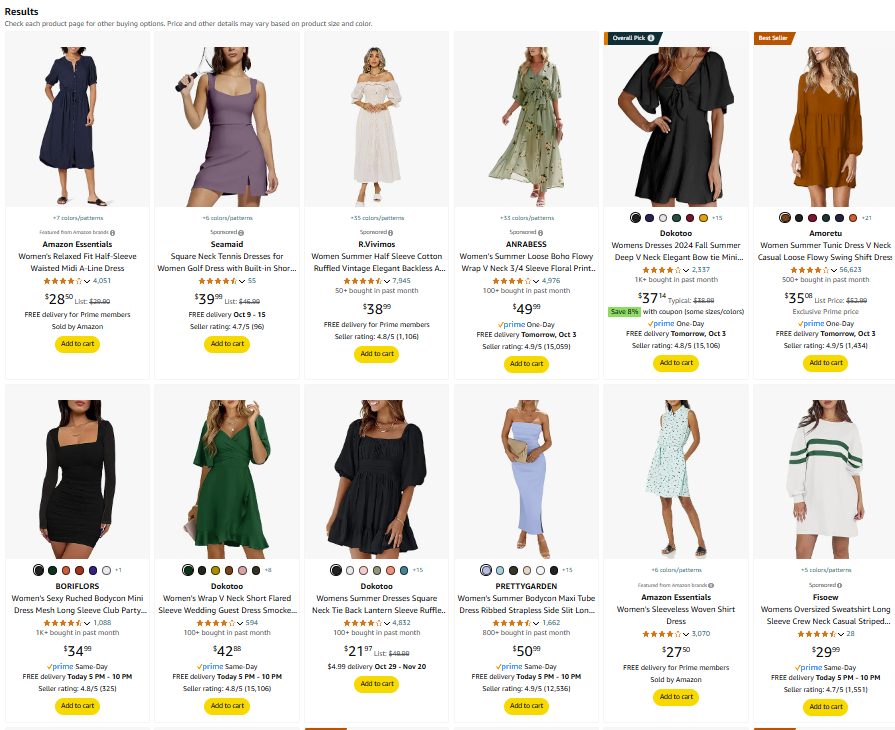 Results
Check each product page for other buying options. Price and other details may vary based on product size and color.
Overall Pick
Best Seller
+7 colors/patterns
Featured from Amazon brands
Amazon Essentials
Women's Relaxed Fit Half-Sleeve
Waisted Midi A-Line Dress
4,051
$28.50 List: $29.90
FREE delivery for Prime members
Sold by Amazon
Add to cart
+6 colors/patterns
Sponsored
Seamaid
Square Neck Tennis Dresses for
Women Golf Dress with Built-in Shor...
55
$39.99 List: $46.99
FREE delivery Oct 9 - 15
Seller rating: 4.7/5 (96)
Add to cart
+35 colors/patterns
Sponsored
R.Vivimos
Women Summer Half Sleeve Cotton
Ruffled Vintage Elegant Backless A...
7,945
50+ bought in past month
$38.99
FREE delivery for Prime members
Seller rating: 4.8/5 (1,106)
Add to cart
+33 colors/patterns
Sponsored
ANRABESS
Women's Summer Loose Boho Flowy
Wrap V Neck 3/4 Sleeve Floral Print...
4,976
100+ bought in past month
$49.99
prime One-Day
FREE delivery Tomorrow, Oct 3
Seller rating: 4.9/5 (15,059)
Add to cart
+15
Dokotoo
Womens Dresses 2024 Fall Summer
Deep V Neck Elegant Bow tie Mini...
2,337
1K+ bought in past month
$37.14 Typical: $38.99
Save 8% with coupon (some sizes/colors)
prime One-Day
FREE delivery Tomorrow, Oct 3
Seller rating: 4.8/5 (15,106)
Add to cart
+21
Amoretu
Women Summer Tunic Dress V Neck
Casual Loose Flowy Swing Shift Dress
56,623
500+ bought in past month
$35.08 List Price: $52.99
Exclusive Prime price
prime One-Day
FREE delivery Tomorrow, Oct 3
Seller rating: 4.9/5 (1,434)
Add to cart
+1
BORIFLORS
Women's Sexy Ruched Bodycon Mini
Dress Mesh Long Sleeve Club Party...
1,088
1K+ bought in past month
$34.99
prime Same-Day
FREE delivery Today 5 PM - 10 PM
Seller rating: 4.8/5 (325)
Add to cart
+8
Dokotoo
Women's Wrap V Neck Short Flared
Sleeve Wedding Guest Dress Smocke...
594
100+ bought in past month
$42.88
prime Same-Day
FREE delivery Today 5 PM - 10 PM
Seller rating: 4.8/5 (15,106)
Add to cart
+15
Dokotoo
Womens Summer Dresses Square
Neck Tie Back Lantern Sleeve Ruffle...
4,832
100+ bought in past month
$21.97 List: $48.99
$4.99 delivery Oct 29 - Nov 20
Add to cart
+15
PRETTYGARDEN
Women's Summer Bodycon Maxi Tube
Dress Ribbed Strapless Side Slit Lon...
1,662
800+ bought in past month
$50.99
prime Same-Day
FREE delivery Today 5 PM - 10 PM
Seller rating: 4.9/5 (12,536)
Add to cart
+6 colors/patterns
Featured from Amazon brands
Amazon Essentials
Women's Sleeveless Woven Shirt
Dress
3,070
$27.50
FREE delivery for Prime members
Sold by Amazon
Add to cart
+5 colors/patterns
Sponsored
Fisoew
Womens Oversized Sweatshirt Long
Sleeve Crew Neck Casual Striped...
28
$29.99
prime Same-Day
FREE delivery Today 5 PM - 10 PM
Seller rating: 4.7/5 (1,551)
Add to cart